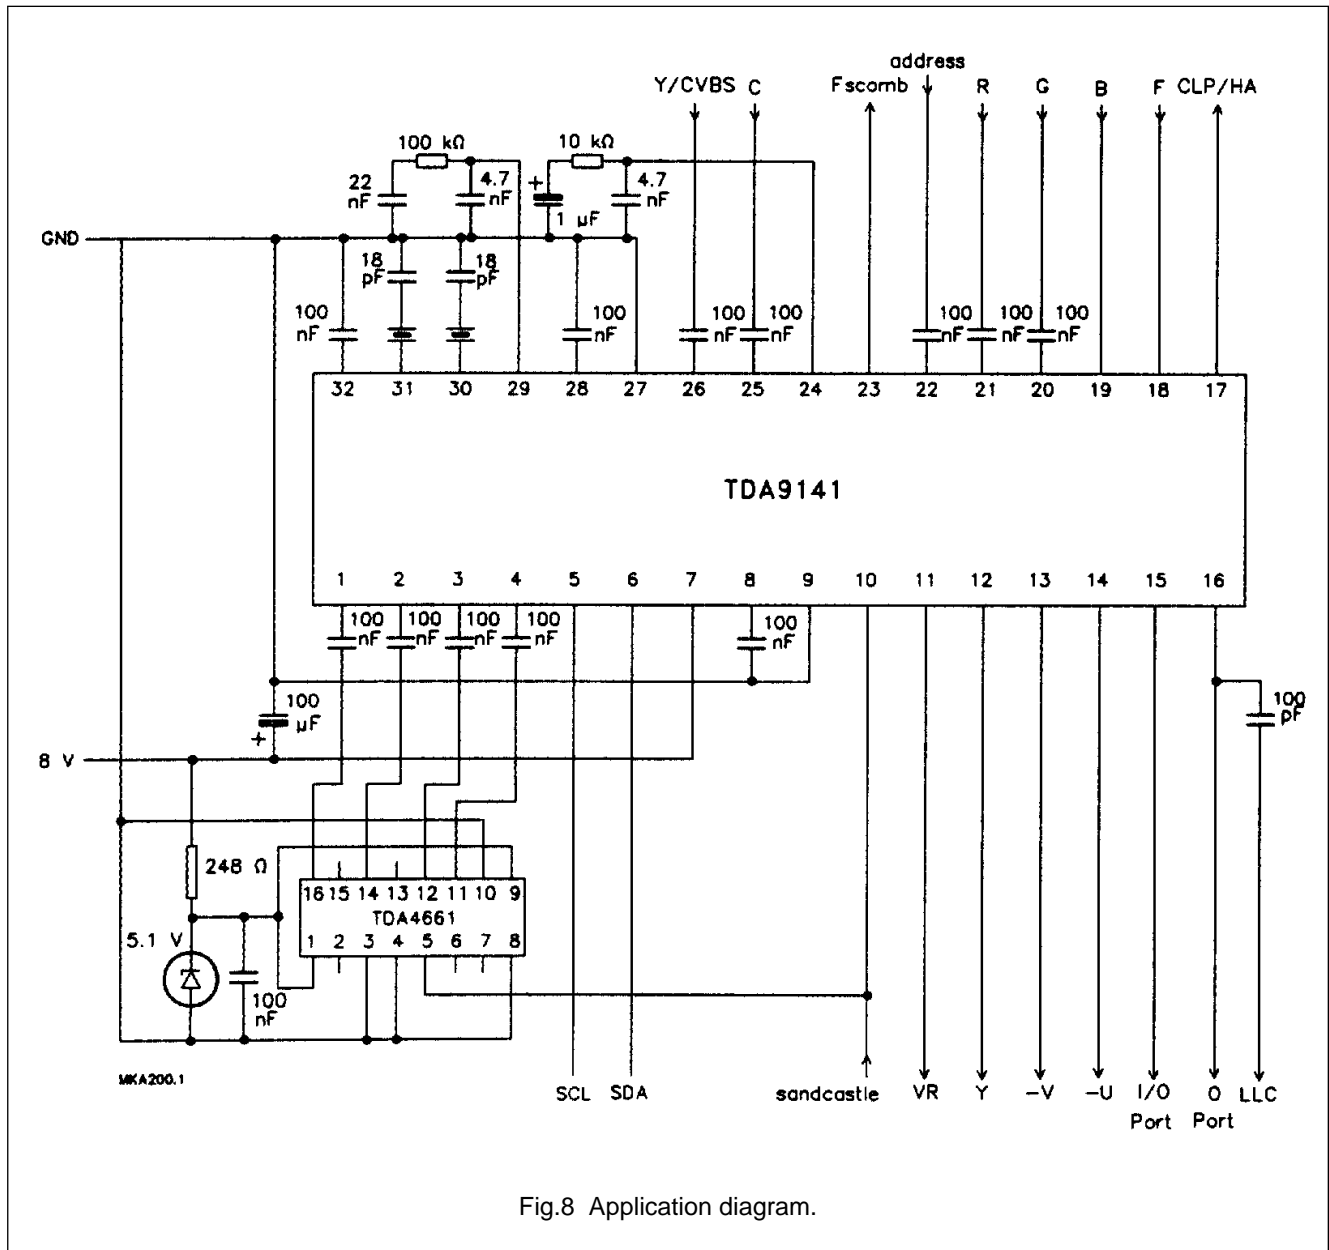 address
Y/CVBS C Fscomb R G B F CLP/HA
100 kΩ 10 kΩ
22 nF 4.7 nF + 1 µF 4.7 nF
GND
18 pF 18 pF
100 nF 100 nF 100 nF 100 nF 100 nF 100 nF 100 nF
32 31 30 29 28 27 26 25 24 23 22 21 20 19 18 17
TDA9141
1 2 3 4 5 6 7 8 9 10 11 12 13 14 15 16
100 nF 100 nF 100 nF 100 nF 100 nF
100 µF + 100 pF
8 V
248 Ω
16 15 14 13 12 11 10 9
TDA4661
1 2 3 4 5 6 7 8
5.1 V
100 nF
MKA200.1
SCL SDA sandcastle VR Y -V -U I/O Port O Port LLC
Fig.8 Application diagram.